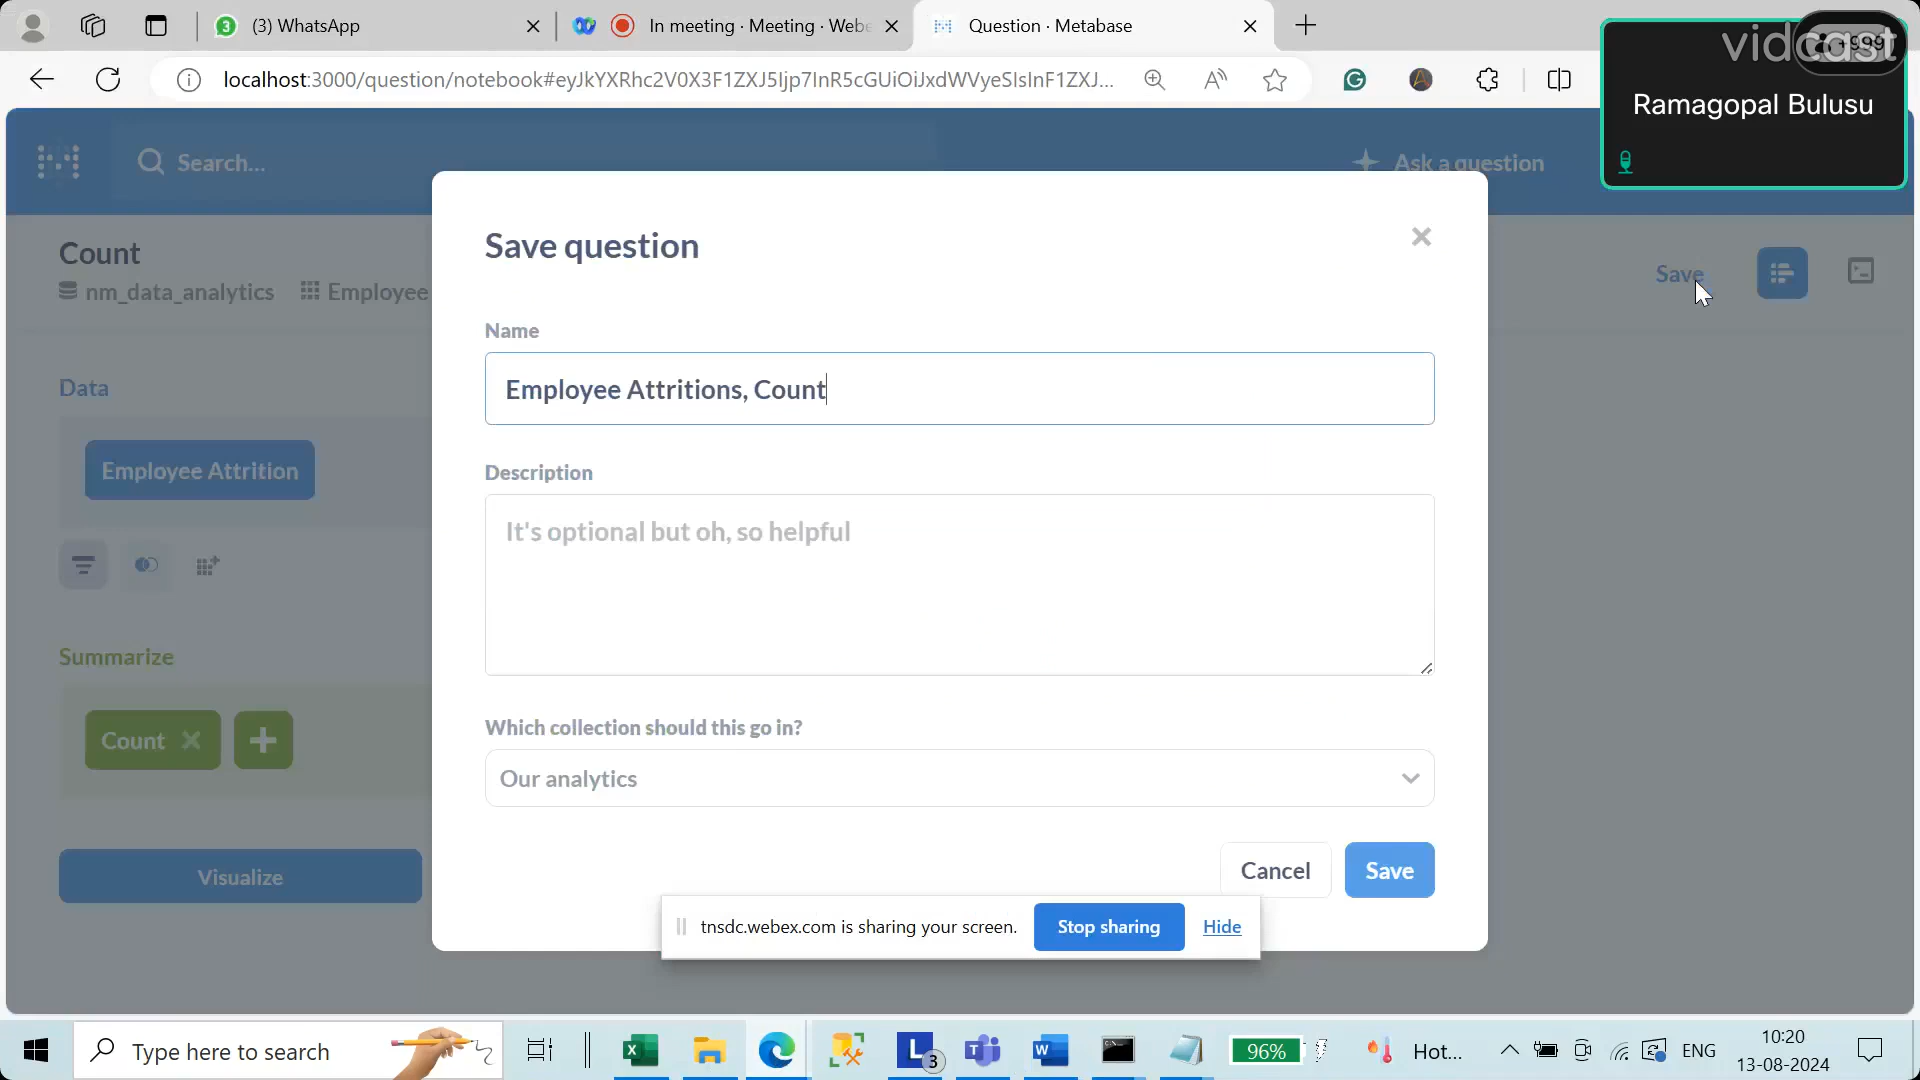 (3) WhatsApp
In meeting · Meeting · Webe
Question · Metabase
vidcast
localhost:3000/question/notebook#eyJkYXRhc2V0X3F1ZXJ5Ijp7InR5cGUiOiJxdWVyeSIsInF1ZXJ...
Ramagopal Bulusu
Search...
Ask a question
Save question
Count
nm_data_analytics
Employee
Save
Name
Employee Attritions, Count
Data
Employee Attrition
Description
It's optional but oh, so helpful
Summarize
Count
Which collection should this go in?
Our analytics
Visualize
Cancel
Save
tnsdc.webex.com is sharing your screen.
Stop sharing
Hide
Type here to search
3
96%
Hot...
ENG
10:20
13-08-2024